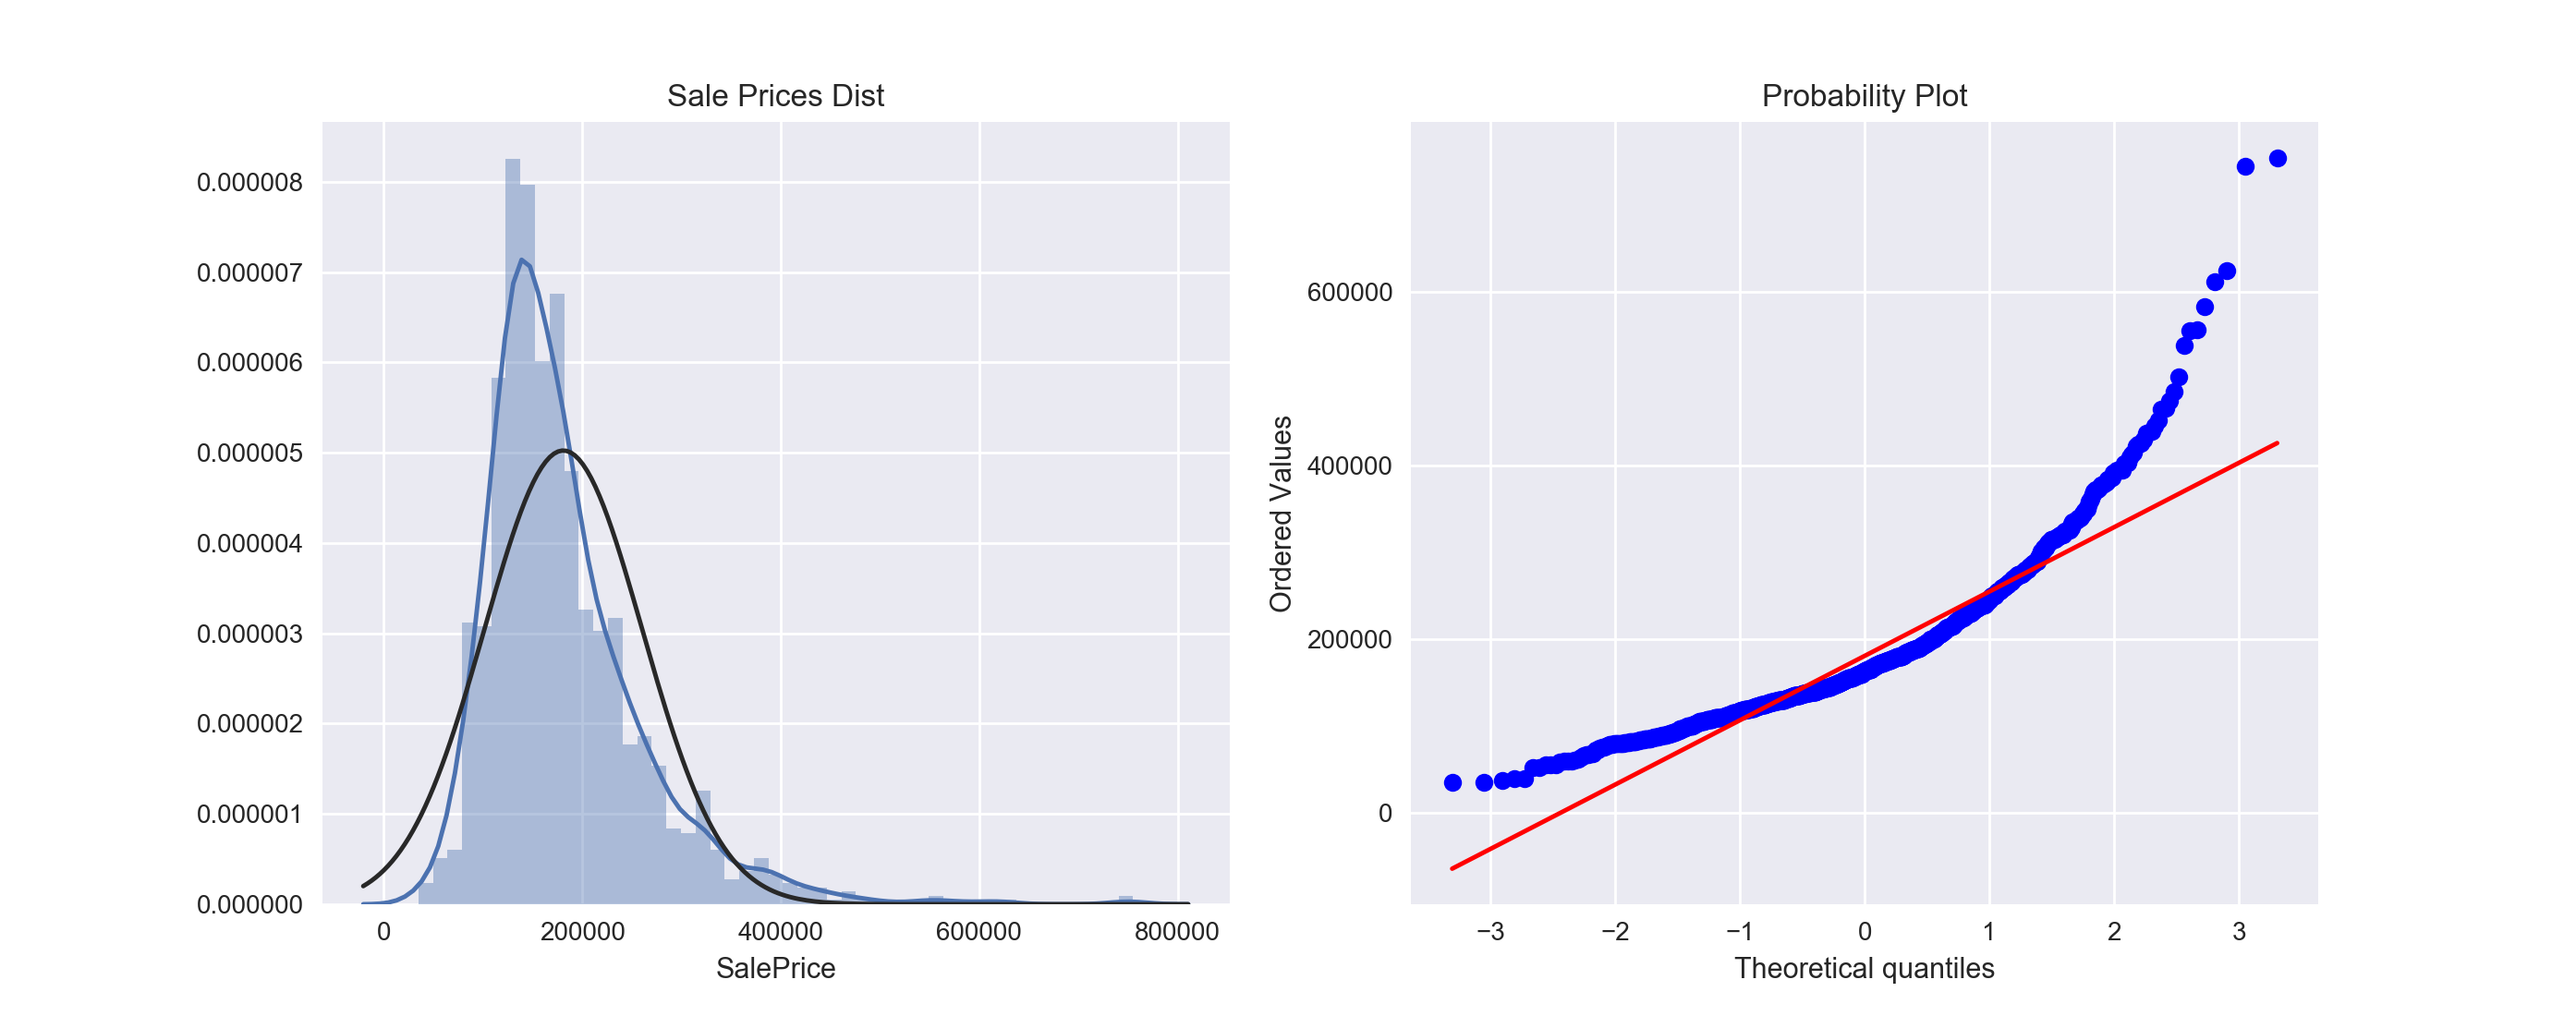 Sale Prices Dist
0.000008
0.000007
0.000006
0.000005
0.000004
0.000003
0.000002
0.000001
0.000000
0 200000 400000 600000 800000
SalePrice
Probability Plot
Ordered Values
600000
400000
200000
0
−3 −2 −1 0 1 2 3
Theoretical quantiles